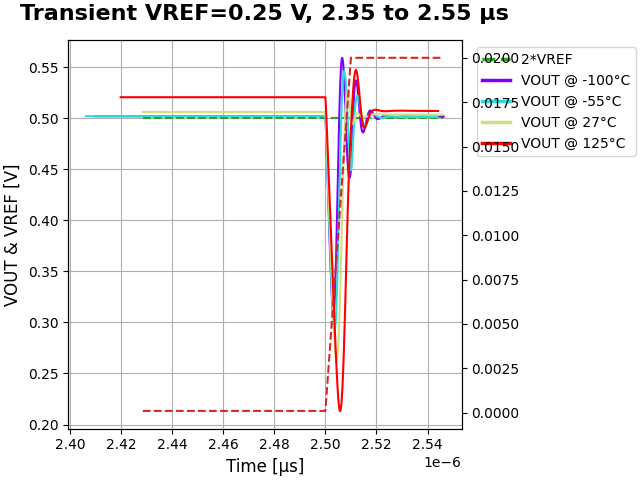 Transient VREF=0.25 V, 2.35 to 2.55 µs
VOUT & VREF [V]
0.55
0.50
0.45
0.40
0.35
0.30
0.25
0.20
2.40 2.42 2.44 2.46 2.48 2.50 2.52 2.54
1e−6
Time [µs]
0.0200
0.0175
0.0150
0.0125
0.0100
0.0075
0.0050
0.0025
0.0000
2*VREF
VOUT @ -100°C
VOUT @ -55°C
VOUT @ 27°C
VOUT @ 125°C